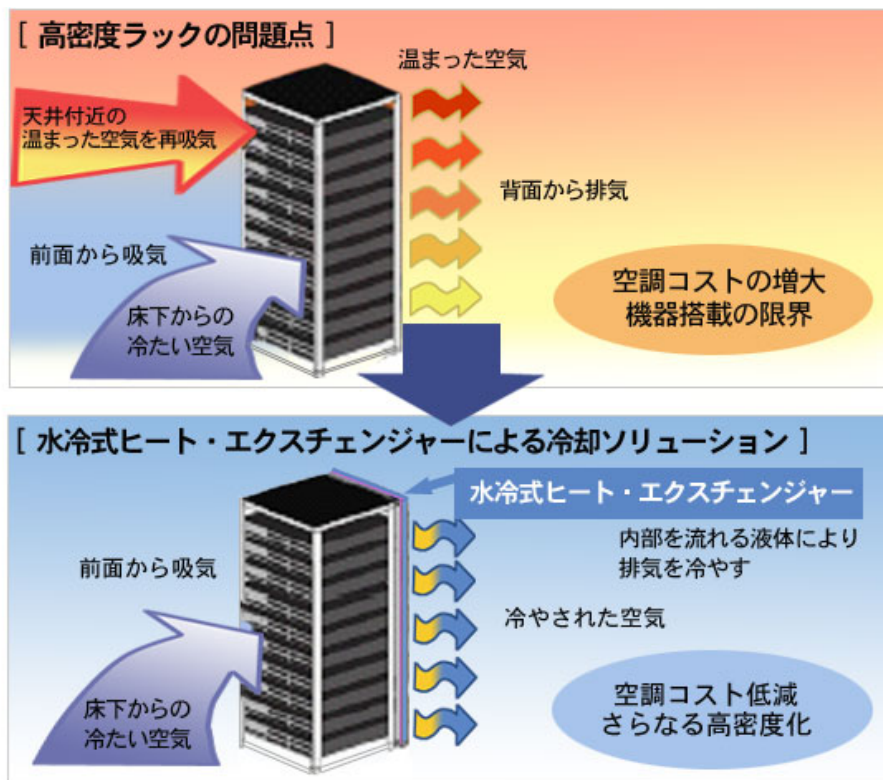 [ 高密度ラックの問題点 ]
温まった空気
天井付近の
温まった空気を再吸気
背面から排気
前面から吸気
床下からの
冷たい空気
空調コストの増大
機器搭載の限界
[ 水冷式ヒート・エクスチェンジャーによる冷却ソリューション ]
水冷式ヒート・エクスチェンジャー
内部を流れる液体により
排気を冷やす
前面から吸気
冷やされた空気
床下からの
冷たい空気
空調コスト低減
さらなる高密度化